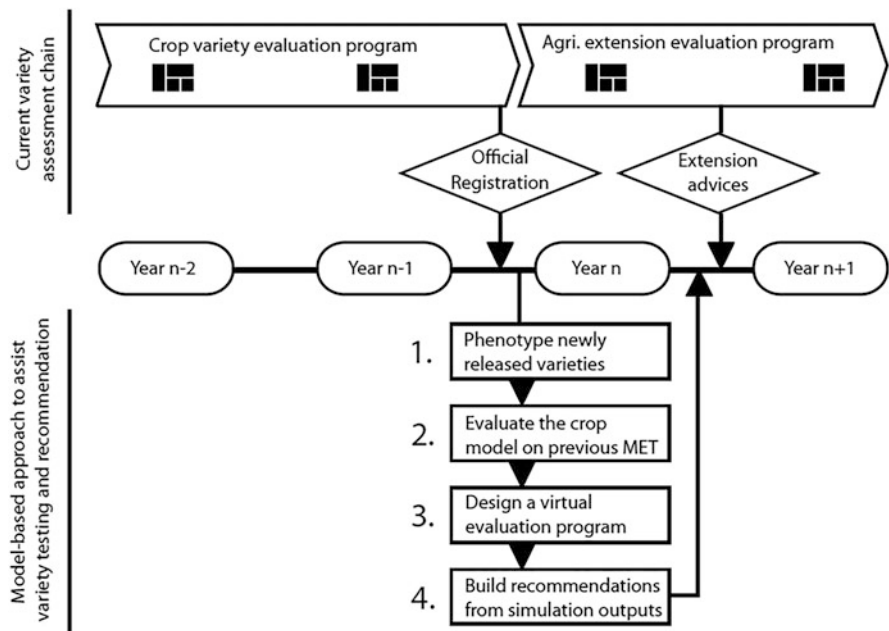 Current variety
assessment chain
Crop variety evaluation program
Agri. extension evaluation program
Official
Registration
Extension
advices
Year n-2
Year n-1
Year n
Year n+1
Model-based approach to assist
variety testing and recommendation
1.
Phenotype newly
released varieties
2.
Evaluate the crop
model on previous MET
3.
Design a virtual
evaluation program
4.
Build recommendations
from simulation outputs